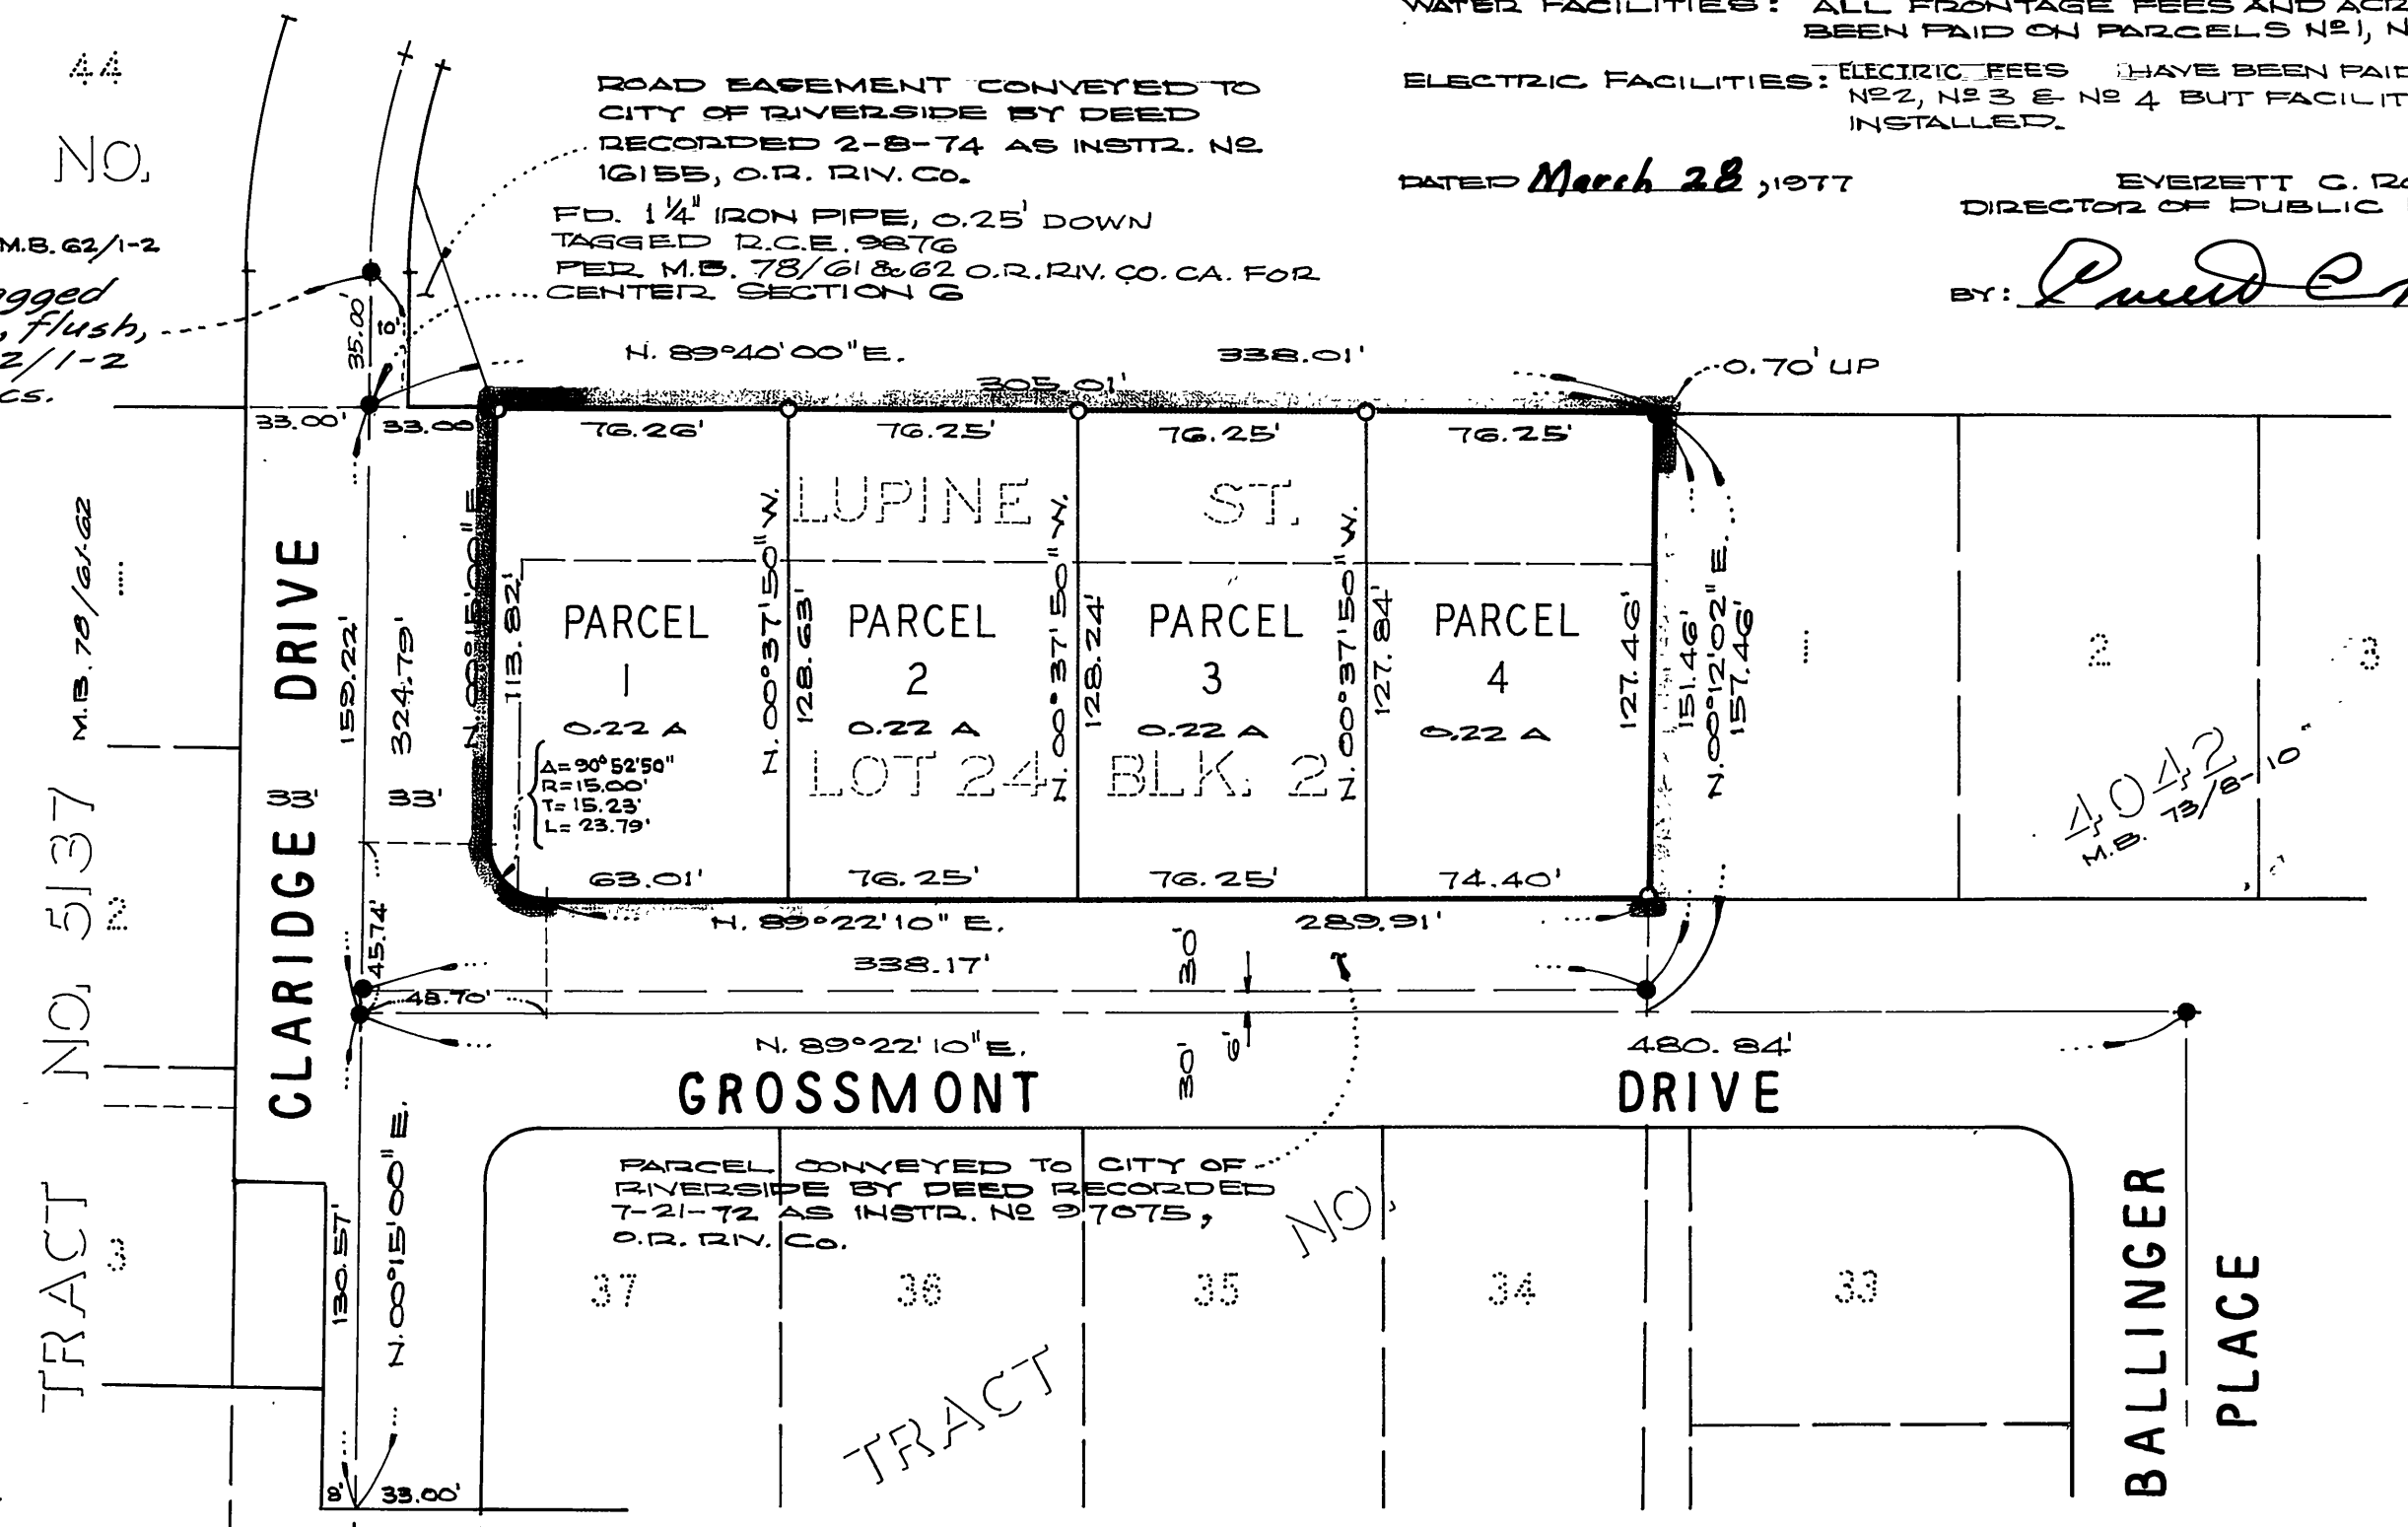 WATER FACILITIES: ALL FRONTAGE FEES AND
BEEN PAID ON PARCELS Nº1,
ELECTRIC FACILITIES: ELECTRIC FEES HAVE BEEN PAID
Nº2, Nº3 & Nº 4 BUT
INSTALLED.
DATED March 28, 1977
EVERETT C.
DIRECTOR OF PUBLIC
BY:
44
NO.
M.B. 62/1-2
flush,
2/1-2
ROAD EASEMENT CONVEYED TO
CITY OF RIVERSIDE BY DEED
RECORDED 2-8-74 AS INSTR. Nº
16155, O.R. RIV. CO.
FD. 1¼" IRON PIPE, 0.25' DOWN
TAGGED R.C.E. 9876
PER M.B. 78/61 & 62 O.R. RIV. CO. CA. FOR
CENTER SECTION 6
35.00'
N. 89°40'00" E. 338.01'
305.01'
0.70' UP
33.00' 33.00
76.26' 76.25' 76.25' 76.25'
LUPINE ST.
M.B. 78/61-62
1
CLARIDGE DRIVE
159.22'
324.79'
N. 00°15'00" E
113.82'
N. 00°37'50" W.
128.63'
N. 00°37'50" W.
128.24'
N. 00°37'50" W.
127.84'
127.46'
151.46'
N. 00°12'02" E.
157.46'
PARCEL
1
0.22 A
PARCEL
2
0.22 A
PARCEL
3
0.22 A
PARCEL
4
0.22 A
LOT 24 BLK. 2
Δ= 90°52'50"
R= 15.00'
T= 15.23'
L= 23.79'
1
2
3
4042
M.B. 73/8-10
33' 33'
63.01' 76.25' 76.25' 74.40'
N. 89°22'10" E. 289.91'
45.74'
338.17'
48.70'
30'
30'
6'
N. 89°22'10" E. 480.84'
GROSSMONT DRIVE
TRACT NO. 5137
2
3
PARCEL CONVEYED TO CITY OF
RIVERSIDE BY DEED RECORDED
7-21-72 AS INSTR. Nº 97075,
O.R. RIV. Co.
130.57'
N. 00°15'00" E.
37 36 35 34 33
TRACT NO.
8' 33.00'
BALLINGER
PLACE